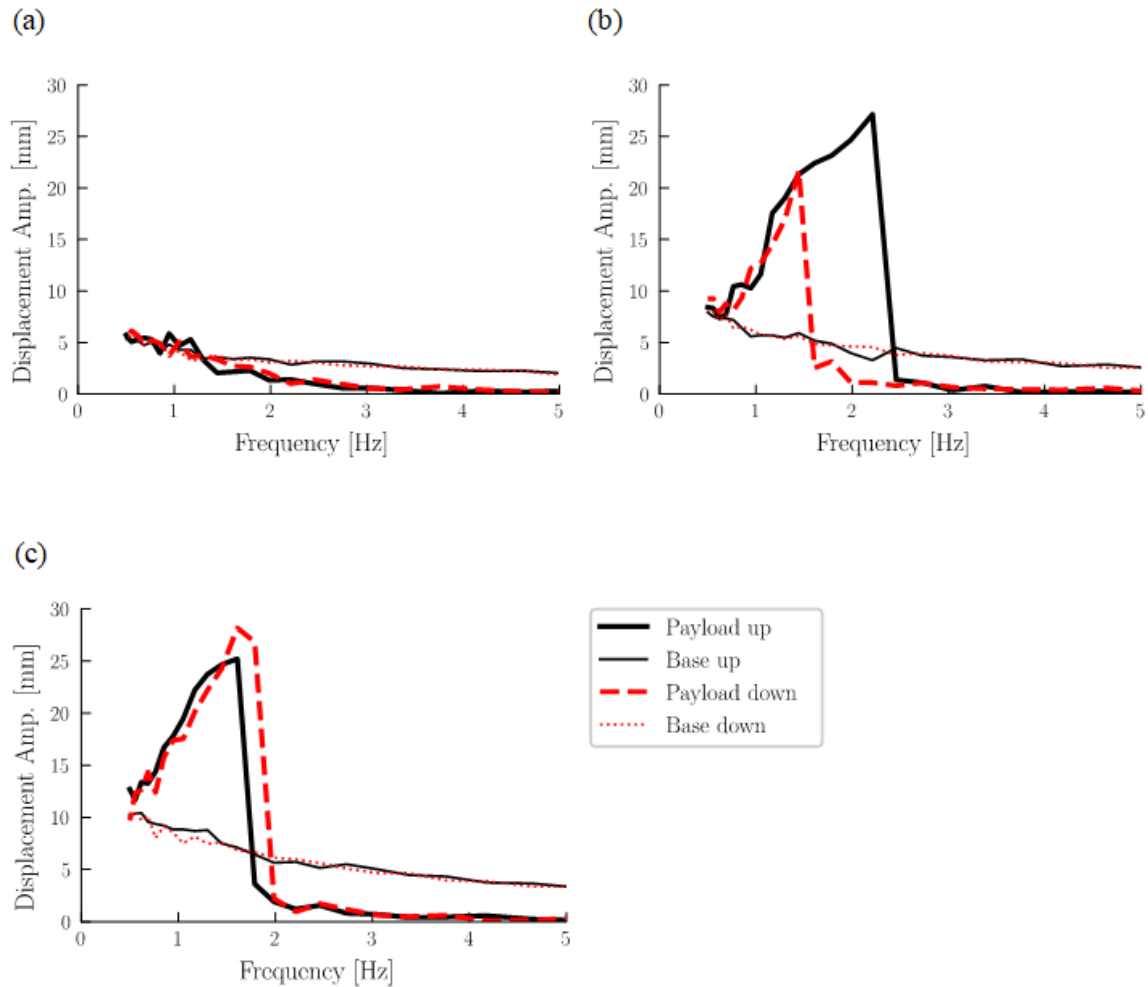 (a)
30
25
20
15
10
5
0
Displacement Amp. [mm]
0 1 2 3 4 5
Frequency [Hz]
(b)
30
25
20
15
10
5
0
Displacement Amp. [mm]
0 1 2 3 4 5
Frequency [Hz]
(c)
30
25
20
15
10
5
0
Displacement Amp. [mm]
0 1 2 3 4 5
Frequency [Hz]
Payload up
Base up
Payload down
Base down